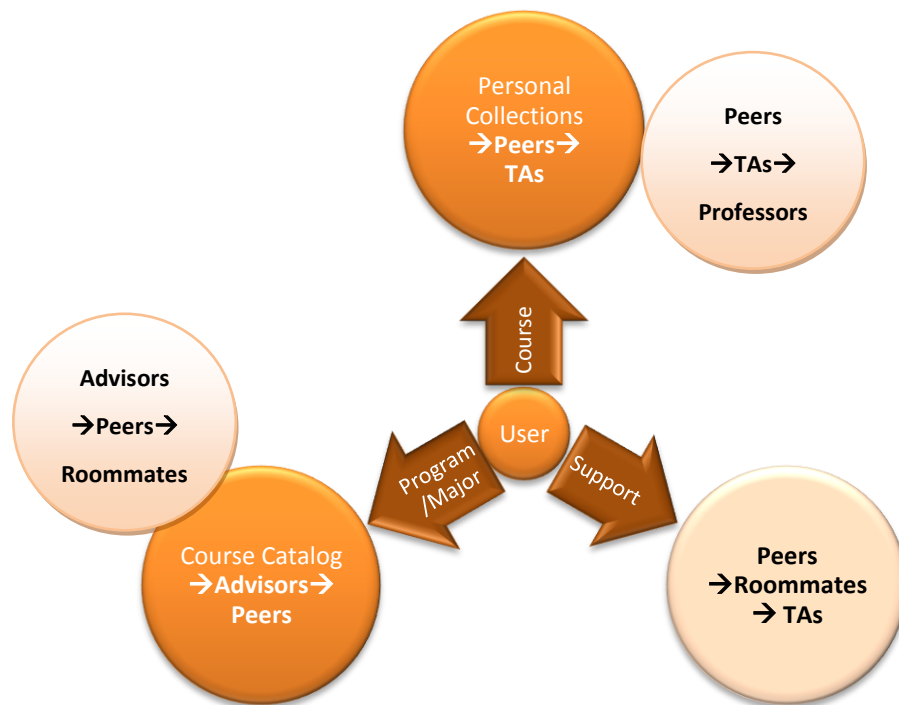 Personal
Collections
→Peers→
TAs
Peers
→TAs→
Professors
Course
User
Advisors
→Peers→
Roommates
Program
/Major
Support
Course Catalog
→Advisors→
Peers
Peers
→Roommates
→ TAs